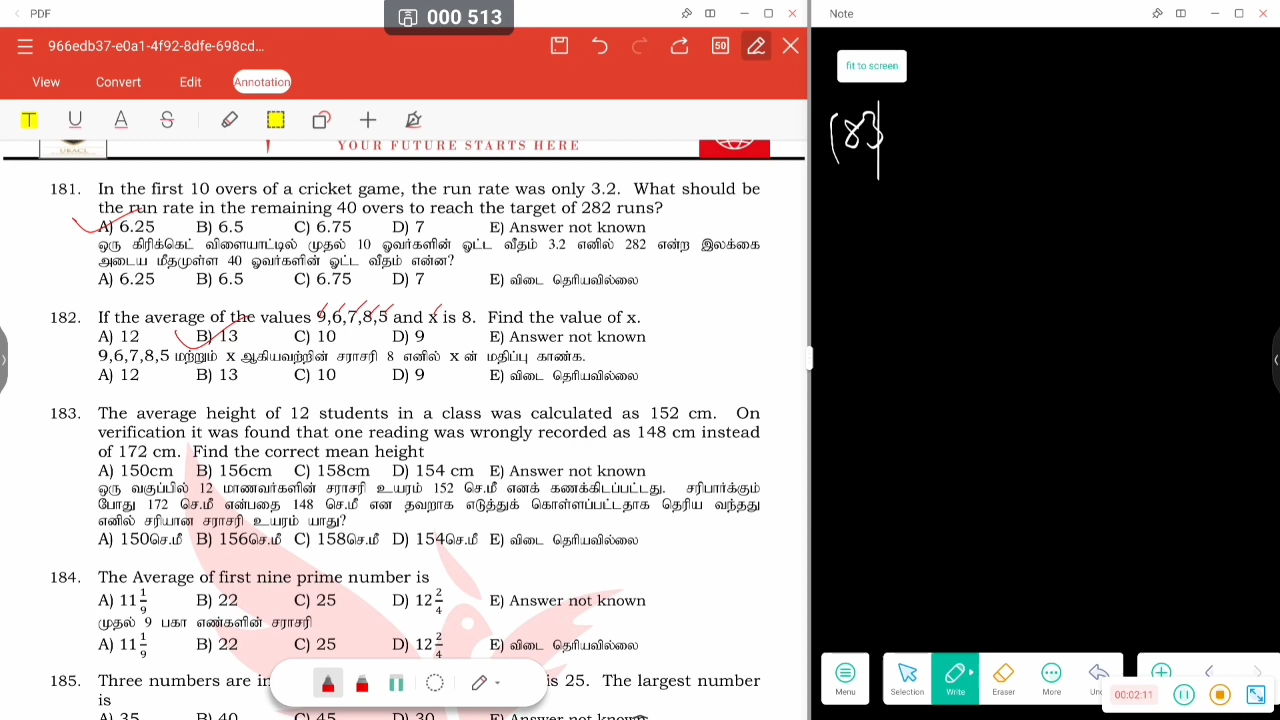 PDF
000 513
Note
966edb37-e0a1-4f92-8dfe-698cd...
50
View Convert Edit Annotation
T U A S
fit to screen
YOUR FUTURE STARTS HERE
(83
181. In the first 10 overs of a cricket game, the run rate was only 3.2. What should be
the run rate in the remaining 40 overs to reach the target of 282 runs?
A) 6.25 B) 6.5 C) 6.75 D) 7 E) Answer not known
ஒரு கிரிக்கெட் விளையாட்டில் முதல் 10 ஓவர்களின் ஓட்ட வீதம் 3.2 எனில் 282 என்ற இலக்கை
அடைய மீதமுள்ள 40 ஓவர்களின் ஓட்ட வீதம் என்ன?
A) 6.25 B) 6.5 C) 6.75 D) 7 E) விடை தெரியவில்லை
182. If the average of the values 9,6,7,8,5 and x is 8. Find the value of x.
A) 12 B) 13 C) 10 D) 9 E) Answer not known
9,6,7,8,5 மற்றும் x ஆகியவற்றின் சராசரி 8 எனில் x ன் மதிப்பு காண்க.
A) 12 B) 13 C) 10 D) 9 E) விடை தெரியவில்லை
183. The average height of 12 students in a class was calculated as 152 cm. On
verification it was found that one reading was wrongly recorded as 148 cm instead
of 172 cm. Find the correct mean height
A) 150cm B) 156cm C) 158cm D) 154 cm E) Answer not known
ஒரு வகுப்பில் 12 மாணவர்களின் சராசரி உயரம் 152 செ.மீ எனக் கணக்கிடப்பட்டது. சரிபார்க்கும்
போது 172 செ.மீ என்பதை 148 செ.மீ என தவறாக எடுத்துக் கொள்ளப்பட்டதாக தெரிய வந்தது
எனில் சரியான சராசரி உயரம் யாது?
A) 150செ.மீ B) 156செ.மீ C) 158செ.மீ D) 154செ.மீ E) விடை தெரியவில்லை
184. The Average of first nine prime number is
A) 11 1/9 B) 22 C) 25 D) 12 2/4 E) Answer not known
முதல் 9 பகா எண்களின் சராசரி
A) 11 1/9 B) 22 C) 25 D) 12 2/4 E) விடை தெரியவில்லை
185. Three numbers are in is 25. The largest number
is
A) 35 B) 40 C) 45 D) 30 E) Answer not known
Menu Selection Write Eraser More Und
00:02:11